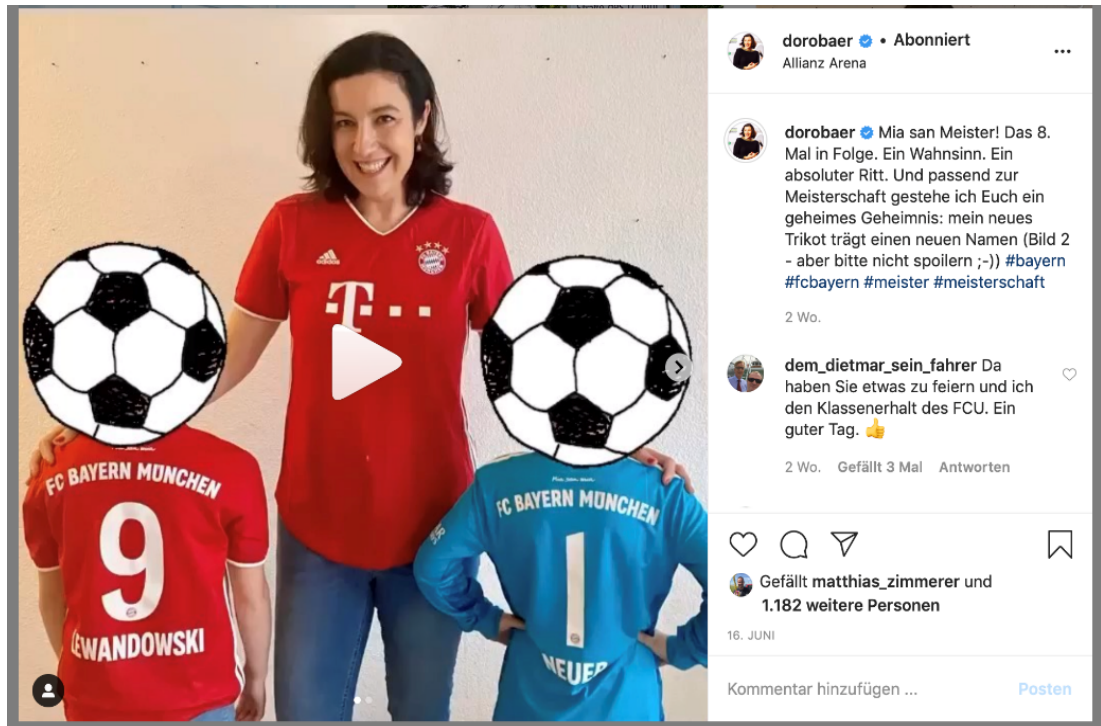 adidas
T
FC BAYERN MÜNCHEN
9
LEWANDOWSKI
FC BAYERN MÜNCHEN
1
NEUER
dorobaer • Abonniert
Allianz Arena
dorobaer Mia san Meister! Das 8.
Mal in Folge. Ein Wahnsinn. Ein
absoluter Ritt. Und passend zur
Meisterschaft gestehe ich Euch ein
geheimes Geheimnis: mein neues
Trikot trägt einen neuen Namen (Bild 2
- aber bitte nicht spoilern ;-)) #bayern
#fcbayern #meister #meisterschaft
2 Wo.
dem_dietmar_sein_fahrer Da
haben Sie etwas zu feiern und ich
den Klassenerhalt des FCU. Ein
guter Tag. 👍
2 Wo. Gefällt 3 Mal Antworten
Gefällt matthias_zimmerer und
1.182 weitere Personen
16. JUNI
Kommentar hinzufügen ... Posten